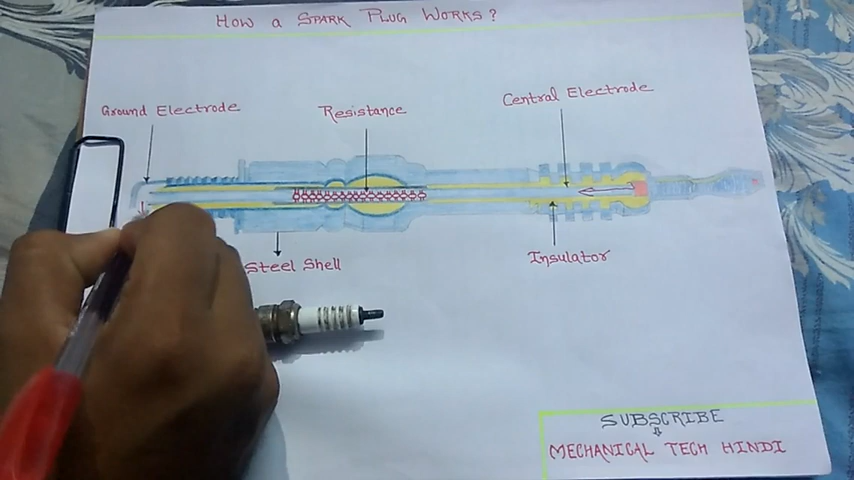 How a Spark Plug Works?
Central Electrode
Ground Electrode
Resistance
Steel Shell
Insulator
SUBSCRIBE
MECHANICAL TECH HINDI